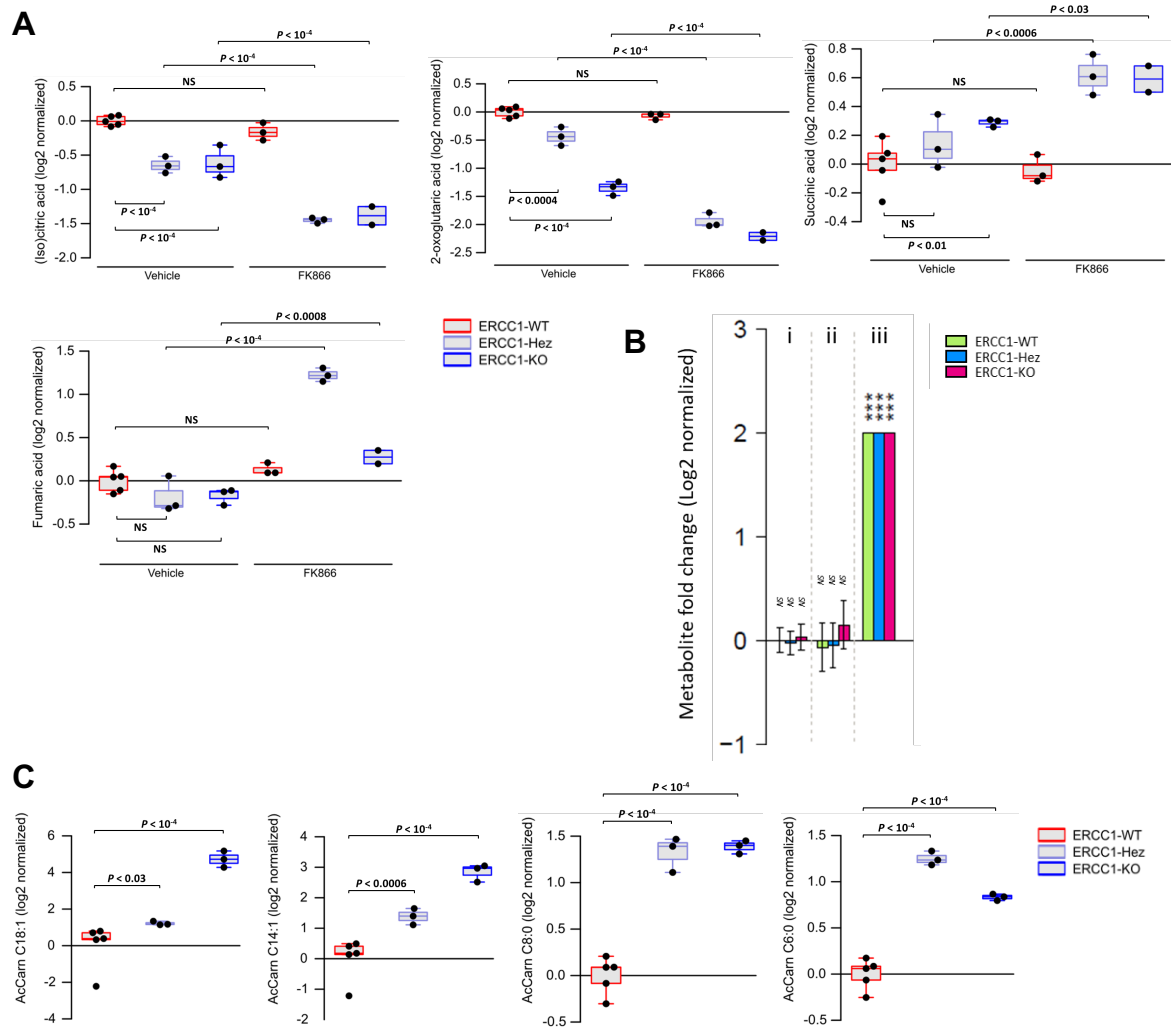 A
P < 10-4
P < 10-4
NS
(Iso)citric acid (log2 normalized)
0.5
0.0
-0.5
-1.0
-1.5
-2.0
P < 10-4
P < 10-4
Vehicle
FK866
P < 10-4
P < 10-4
NS
2-oxoglutaric acid (log2 normalized)
0.5
0.0
-0.5
-1.0
-1.5
-2.0
-2.5
P < 0.0004
P < 10-4
Vehicle
FK866
P < 0.03
P < 0.0006
NS
Succinic acid (log2 normalized)
0.8
0.6
0.4
0.2
0.0
-0.2
-0.4
NS
P < 0.01
Vehicle
FK866
P < 0.0008
P < 10-4
NS
Fumaric acid (log2 normalized)
1.5
1.0
0.5
0.0
-0.5
NS
NS
Vehicle
FK866
ERCC1-WT
ERCC1-Hez
ERCC1-KO
B
Metabolite fold change (Log2 normalized)
3
2
1
0
−1
i
ii
iii
NS
NS
NS
NS
NS
NS
****
****
****
ERCC1-WT
ERCC1-Hez
ERCC1-KO
C
P < 10-4
P < 0.03
AcCarn C18:1 (log2 normalized)
6
4
2
0
-2
-4
P < 10-4
P < 0.0006
AcCarn C14:1 (log2 normalized)
4
3
2
1
0
-1
2
P < 10-4
P < 10-4
AcCarn C8:0 (log2 normalized)
1.5
1.0
0.5
0.0
-0.5
P < 10-4
P < 10-4
AcCarn C6:0 (log2 normalized)
1.5
1.0
0.5
0.0
-0.5
ERCC1-WT
ERCC1-Hez
ERCC1-KO